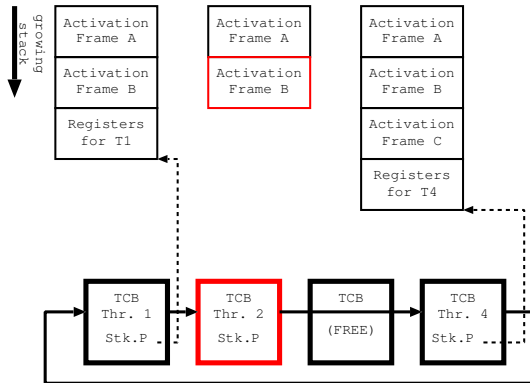 growing
stack
Activation
Frame A
Activation
Frame B
Registers
for T1
Activation
Frame A
Activation
Frame B
Activation
Frame A
Activation
Frame B
Activation
Frame C
Registers
for T4
TCB
Thr. 1
Stk.P
TCB
Thr. 2
Stk.P
TCB
(FREE)
TCB
Thr. 4
Stk.P